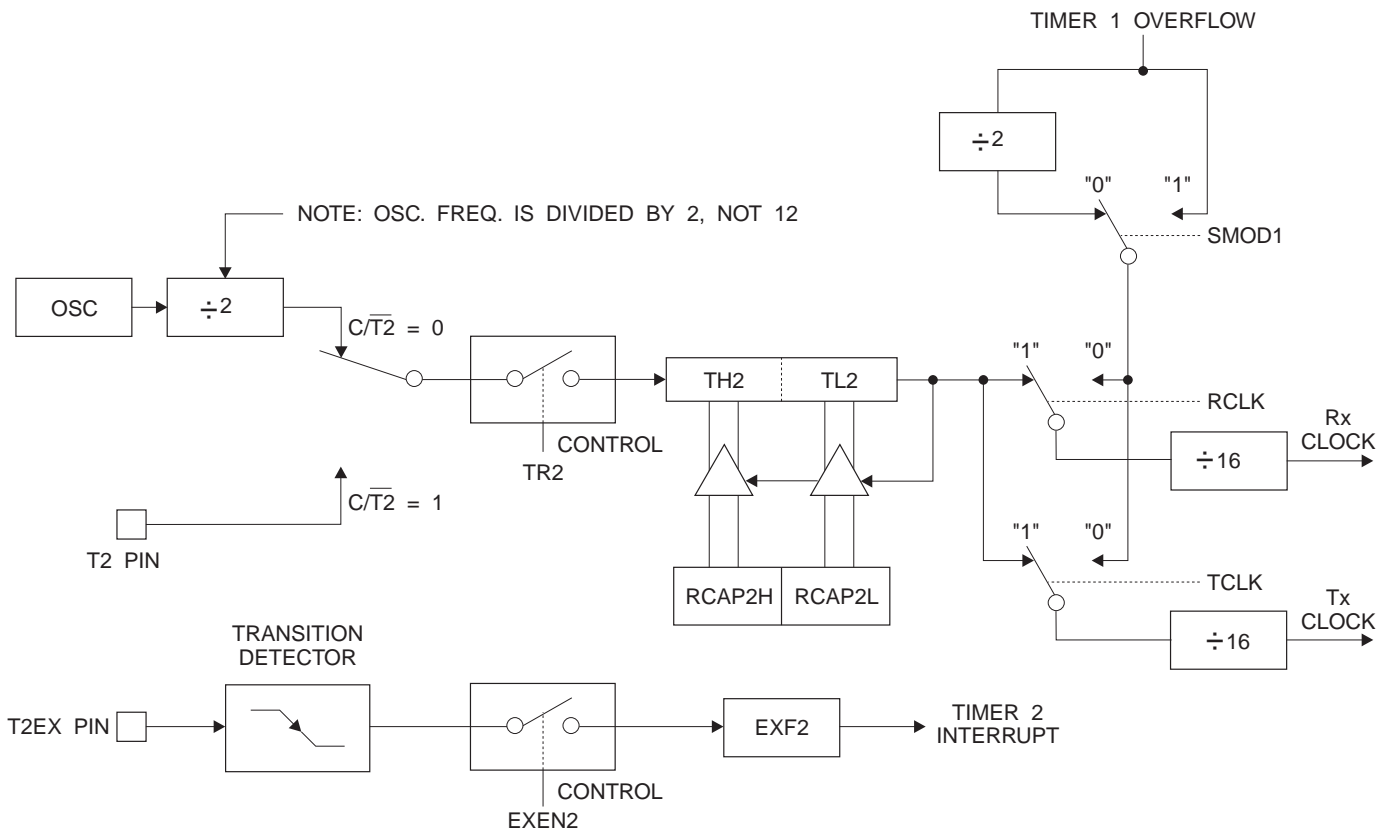 TIMER 1 OVERFLOW
÷2
"0" "1"
NOTE: OSC. FREQ. IS DIVIDED BY 2, NOT 12
SMOD1
OSC
÷2
C/T̅2̅ = 0
"1" "0"
TH2 TL2
RCLK
Rx
CLOCK
CONTROL
÷16
TR2
C/T̅2̅ = 1
"1" "0"
T2 PIN
TCLK
RCAP2H RCAP2L
Tx
CLOCK
TRANSITION
DETECTOR
÷16
T2EX PIN
EXF2
TIMER 2
INTERRUPT
CONTROL
EXEN2